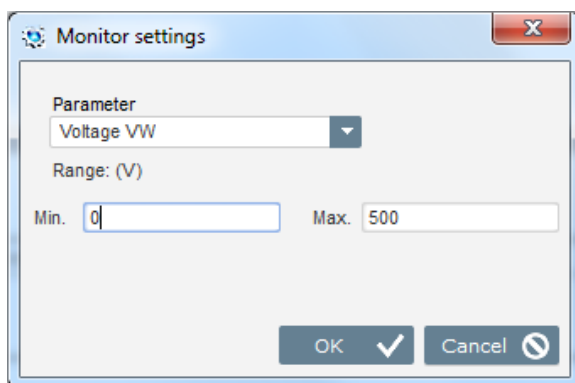 Monitor settings
Parameter
Voltage VW
Range: (V)
Min. 0 Max. 500
OK Cancel